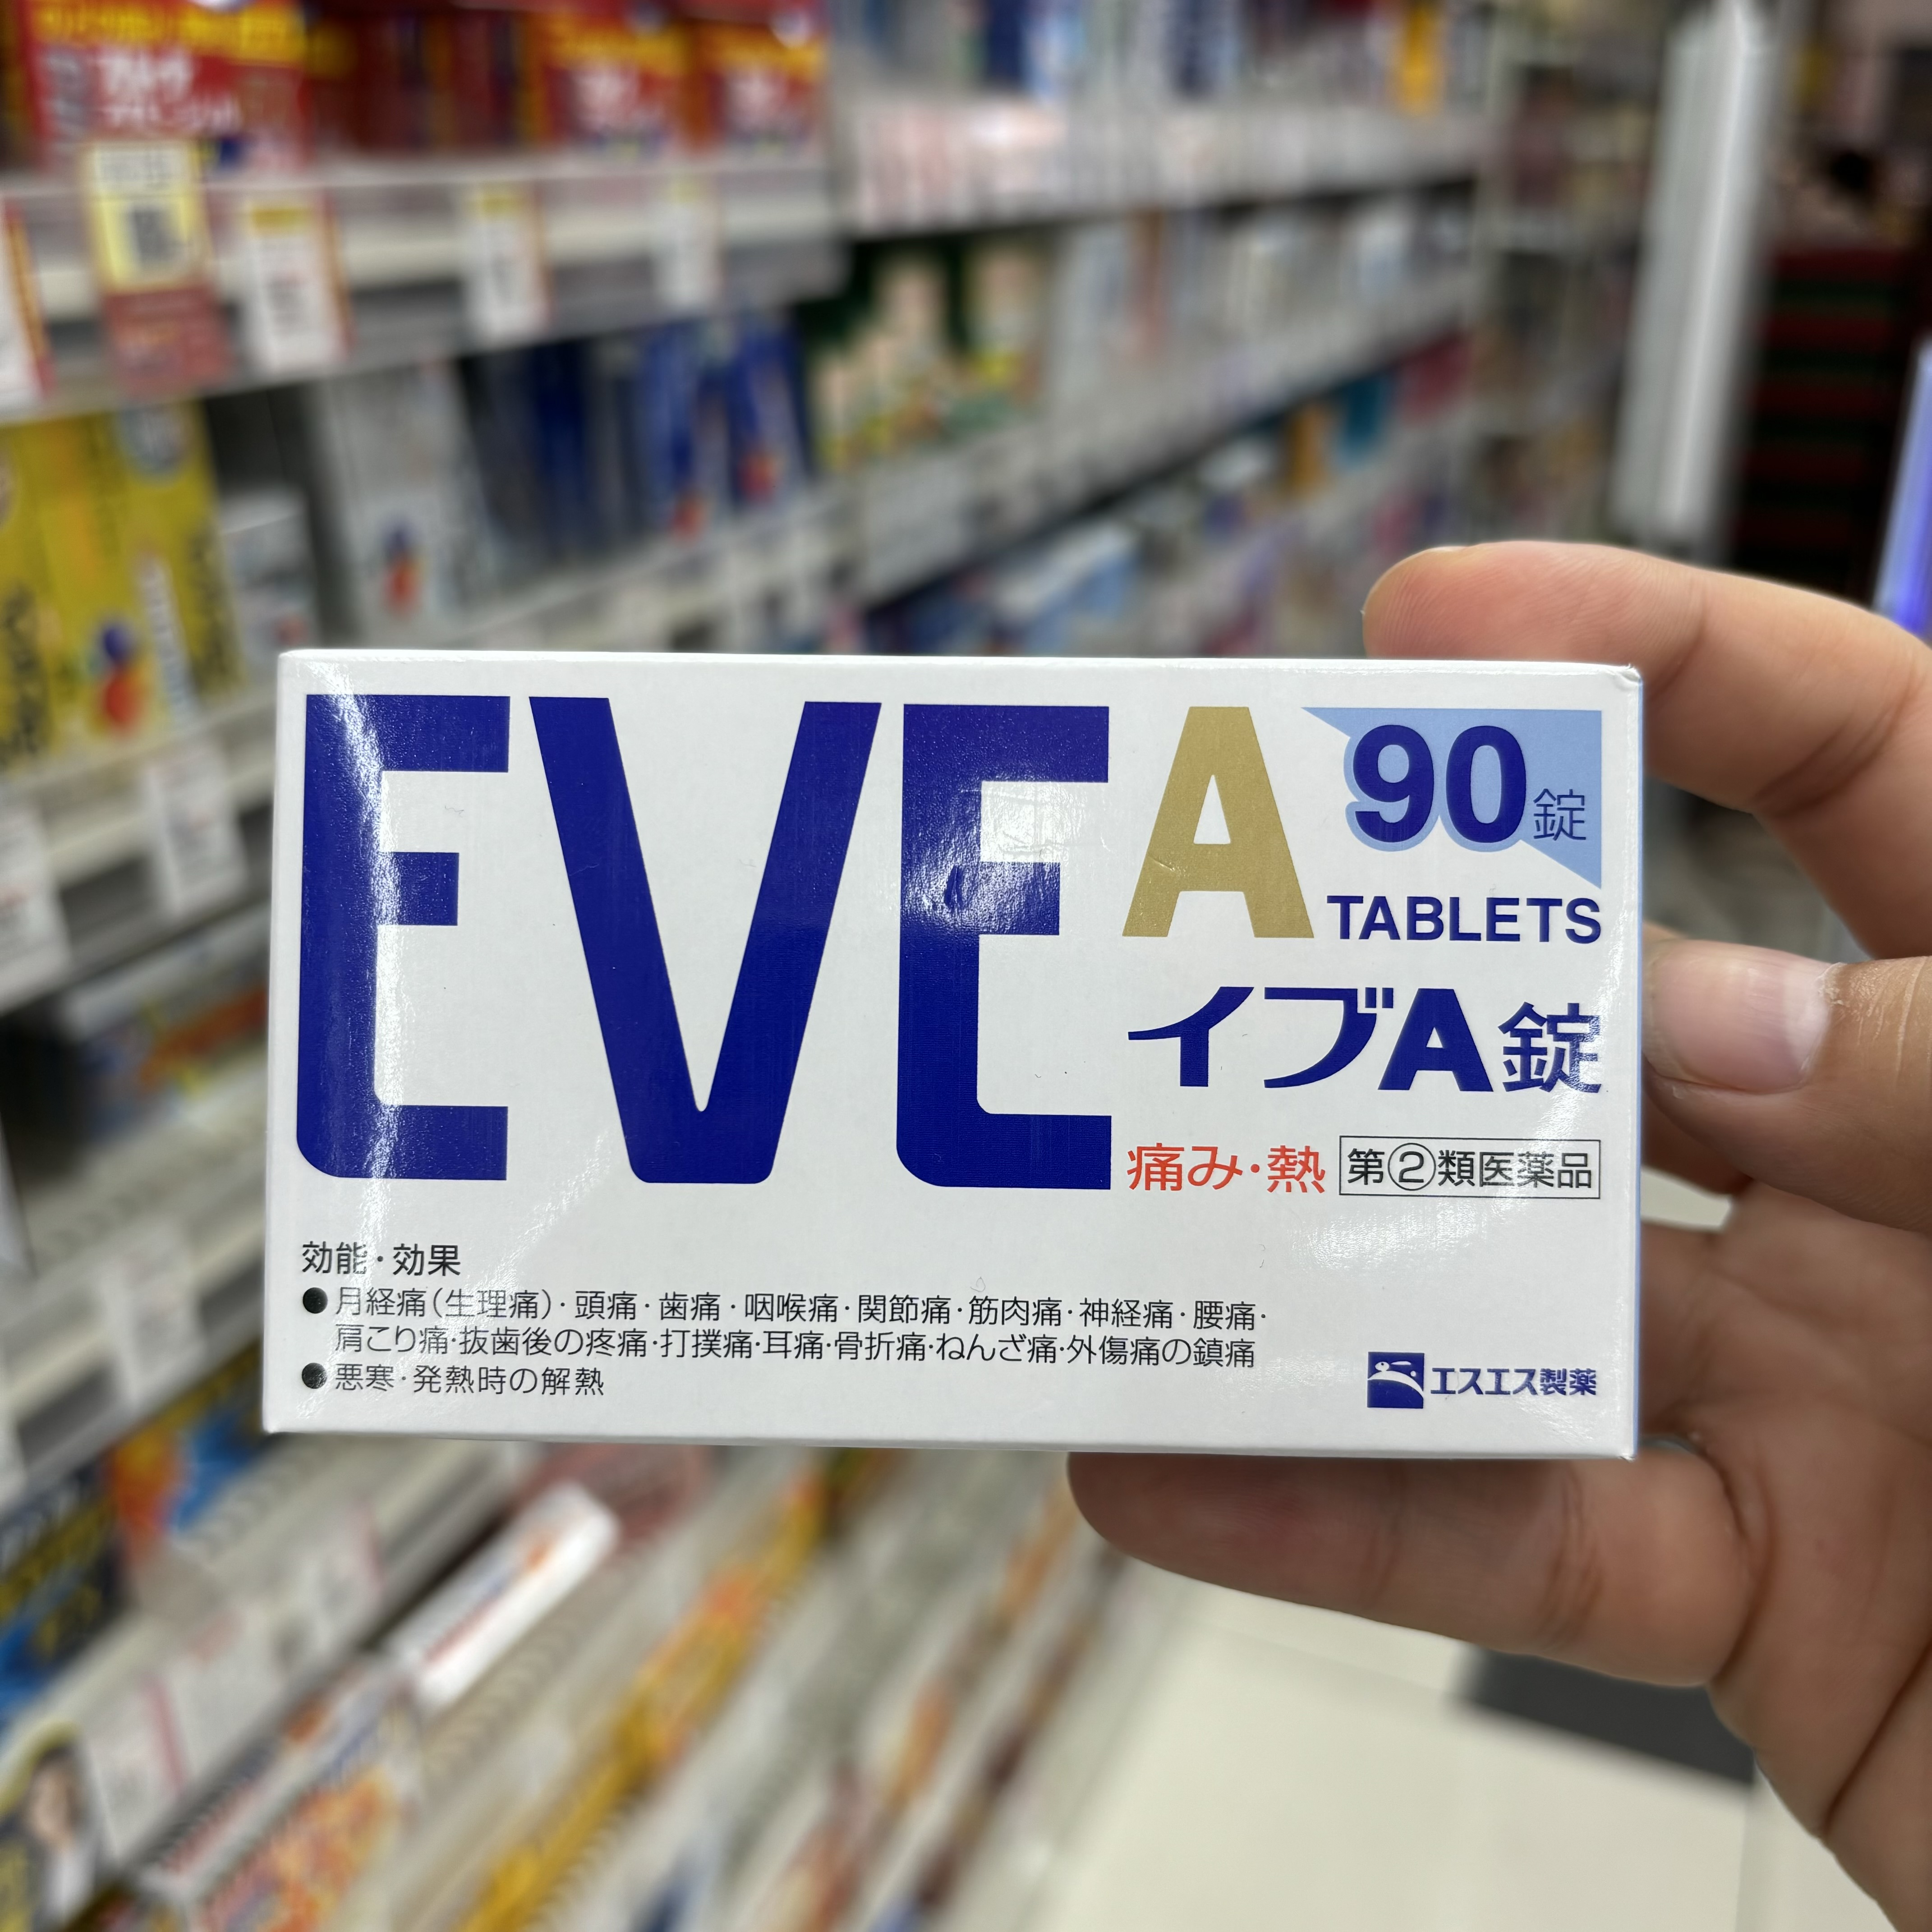 EVE A 90錠
TABLETS
イブA錠
痛み・熱 第②類医薬品
効能・効果
●月経痛(生理痛)・頭痛・歯痛・咽喉痛・関節痛・筋肉痛・神経痛・腰痛・
肩こり痛・抜歯後の疼痛・打撲痛・耳痛・骨折痛・ねんざ痛・外傷痛の鎮痛
●悪寒・発熱時の解熱
エスエス製薬